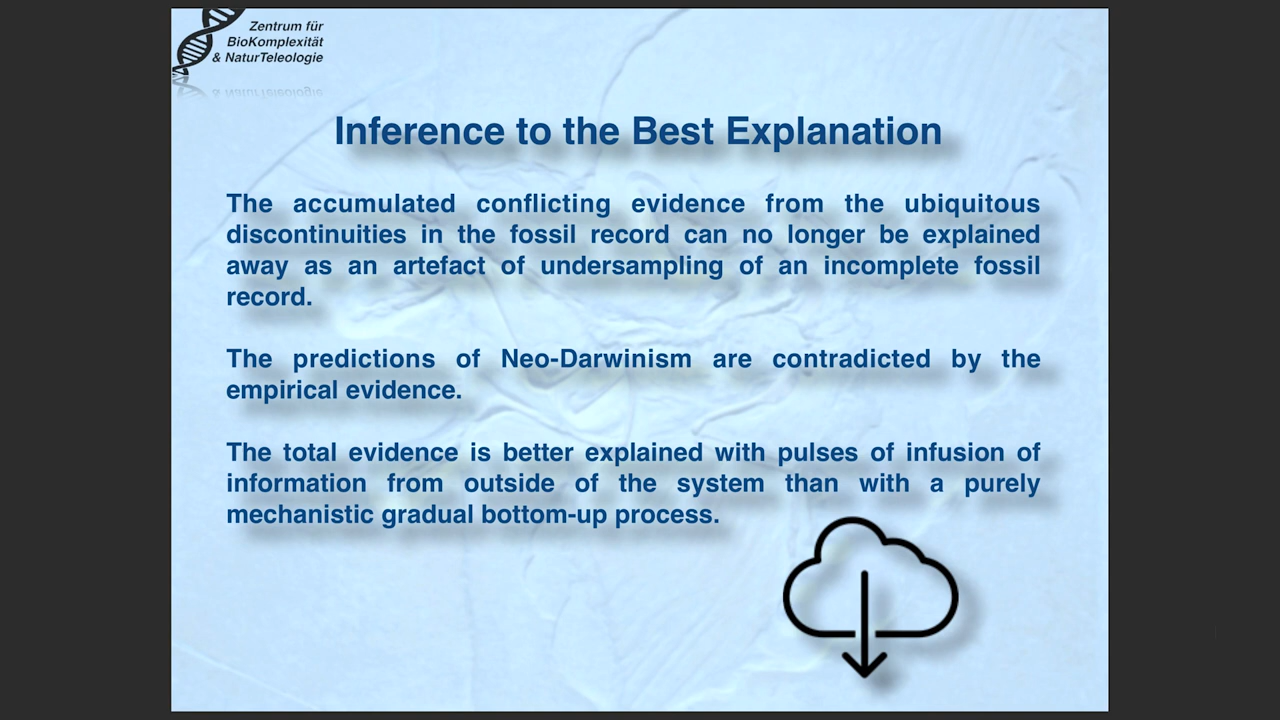 Zentrum für
BioKomplexität
& NaturTeleologie
Inference to the Best Explanation
The accumulated conflicting evidence from the ubiquitous
discontinuities in the fossil record can no longer be explained
away as an artefact of undersampling of an incomplete fossil
record.
The predictions of Neo-Darwinism are contradicted by the
empirical evidence.
The total evidence is better explained with pulses of infusion of
information from outside of the system than with a purely
mechanistic gradual bottom-up process.